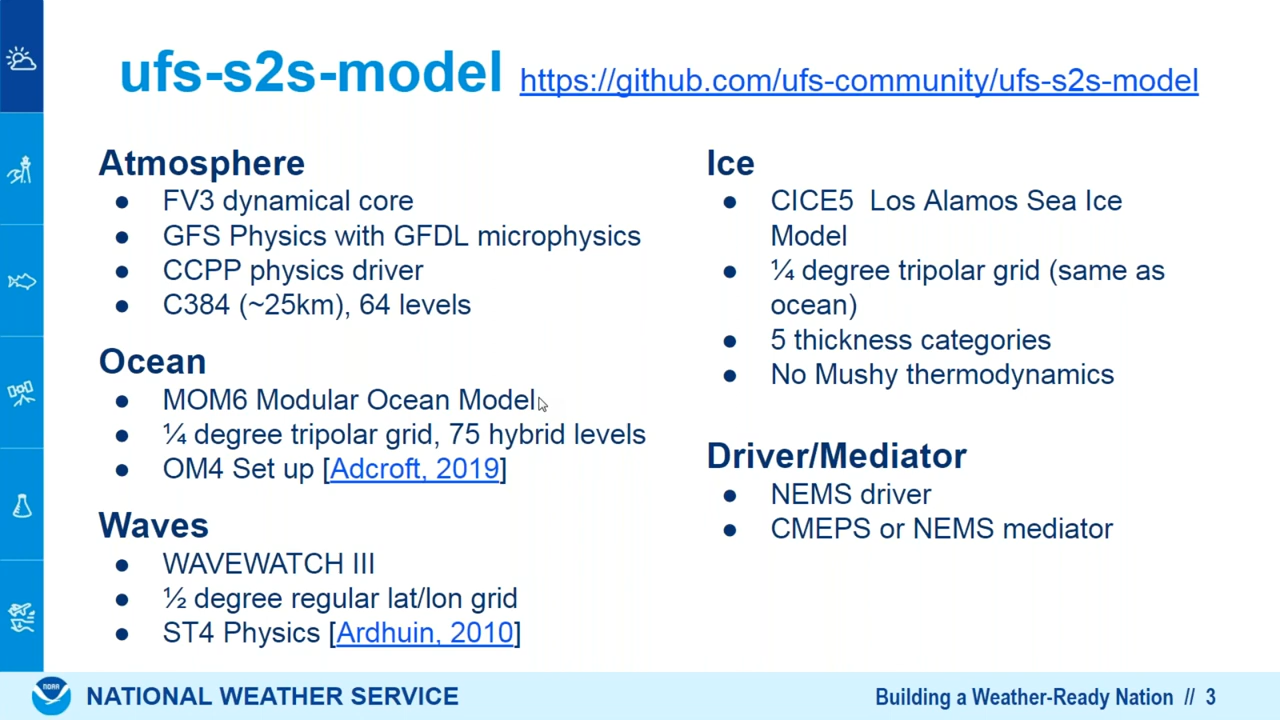 ufs-s2s-model https://github.com/ufs-community/ufs-s2s-model
Atmosphere
● FV3 dynamical core
● GFS Physics with GFDL microphysics
● CCPP physics driver
● C384 (~25km), 64 levels
Ocean
● MOM6 Modular Ocean Model
● ¼ degree tripolar grid, 75 hybrid levels
● OM4 Set up [Adcroft, 2019]
Waves
● WAVEWATCH III
● ½ degree regular lat/lon grid
● ST4 Physics [Ardhuin, 2010]
Ice
● CICE5 Los Alamos Sea Ice
Model
● ¼ degree tripolar grid (same as
ocean)
● 5 thickness categories
● No Mushy thermodynamics
Driver/Mediator
● NEMS driver
● CMEPS or NEMS mediator
NOAA
NATIONAL WEATHER SERVICE
Building a Weather-Ready Nation // 3